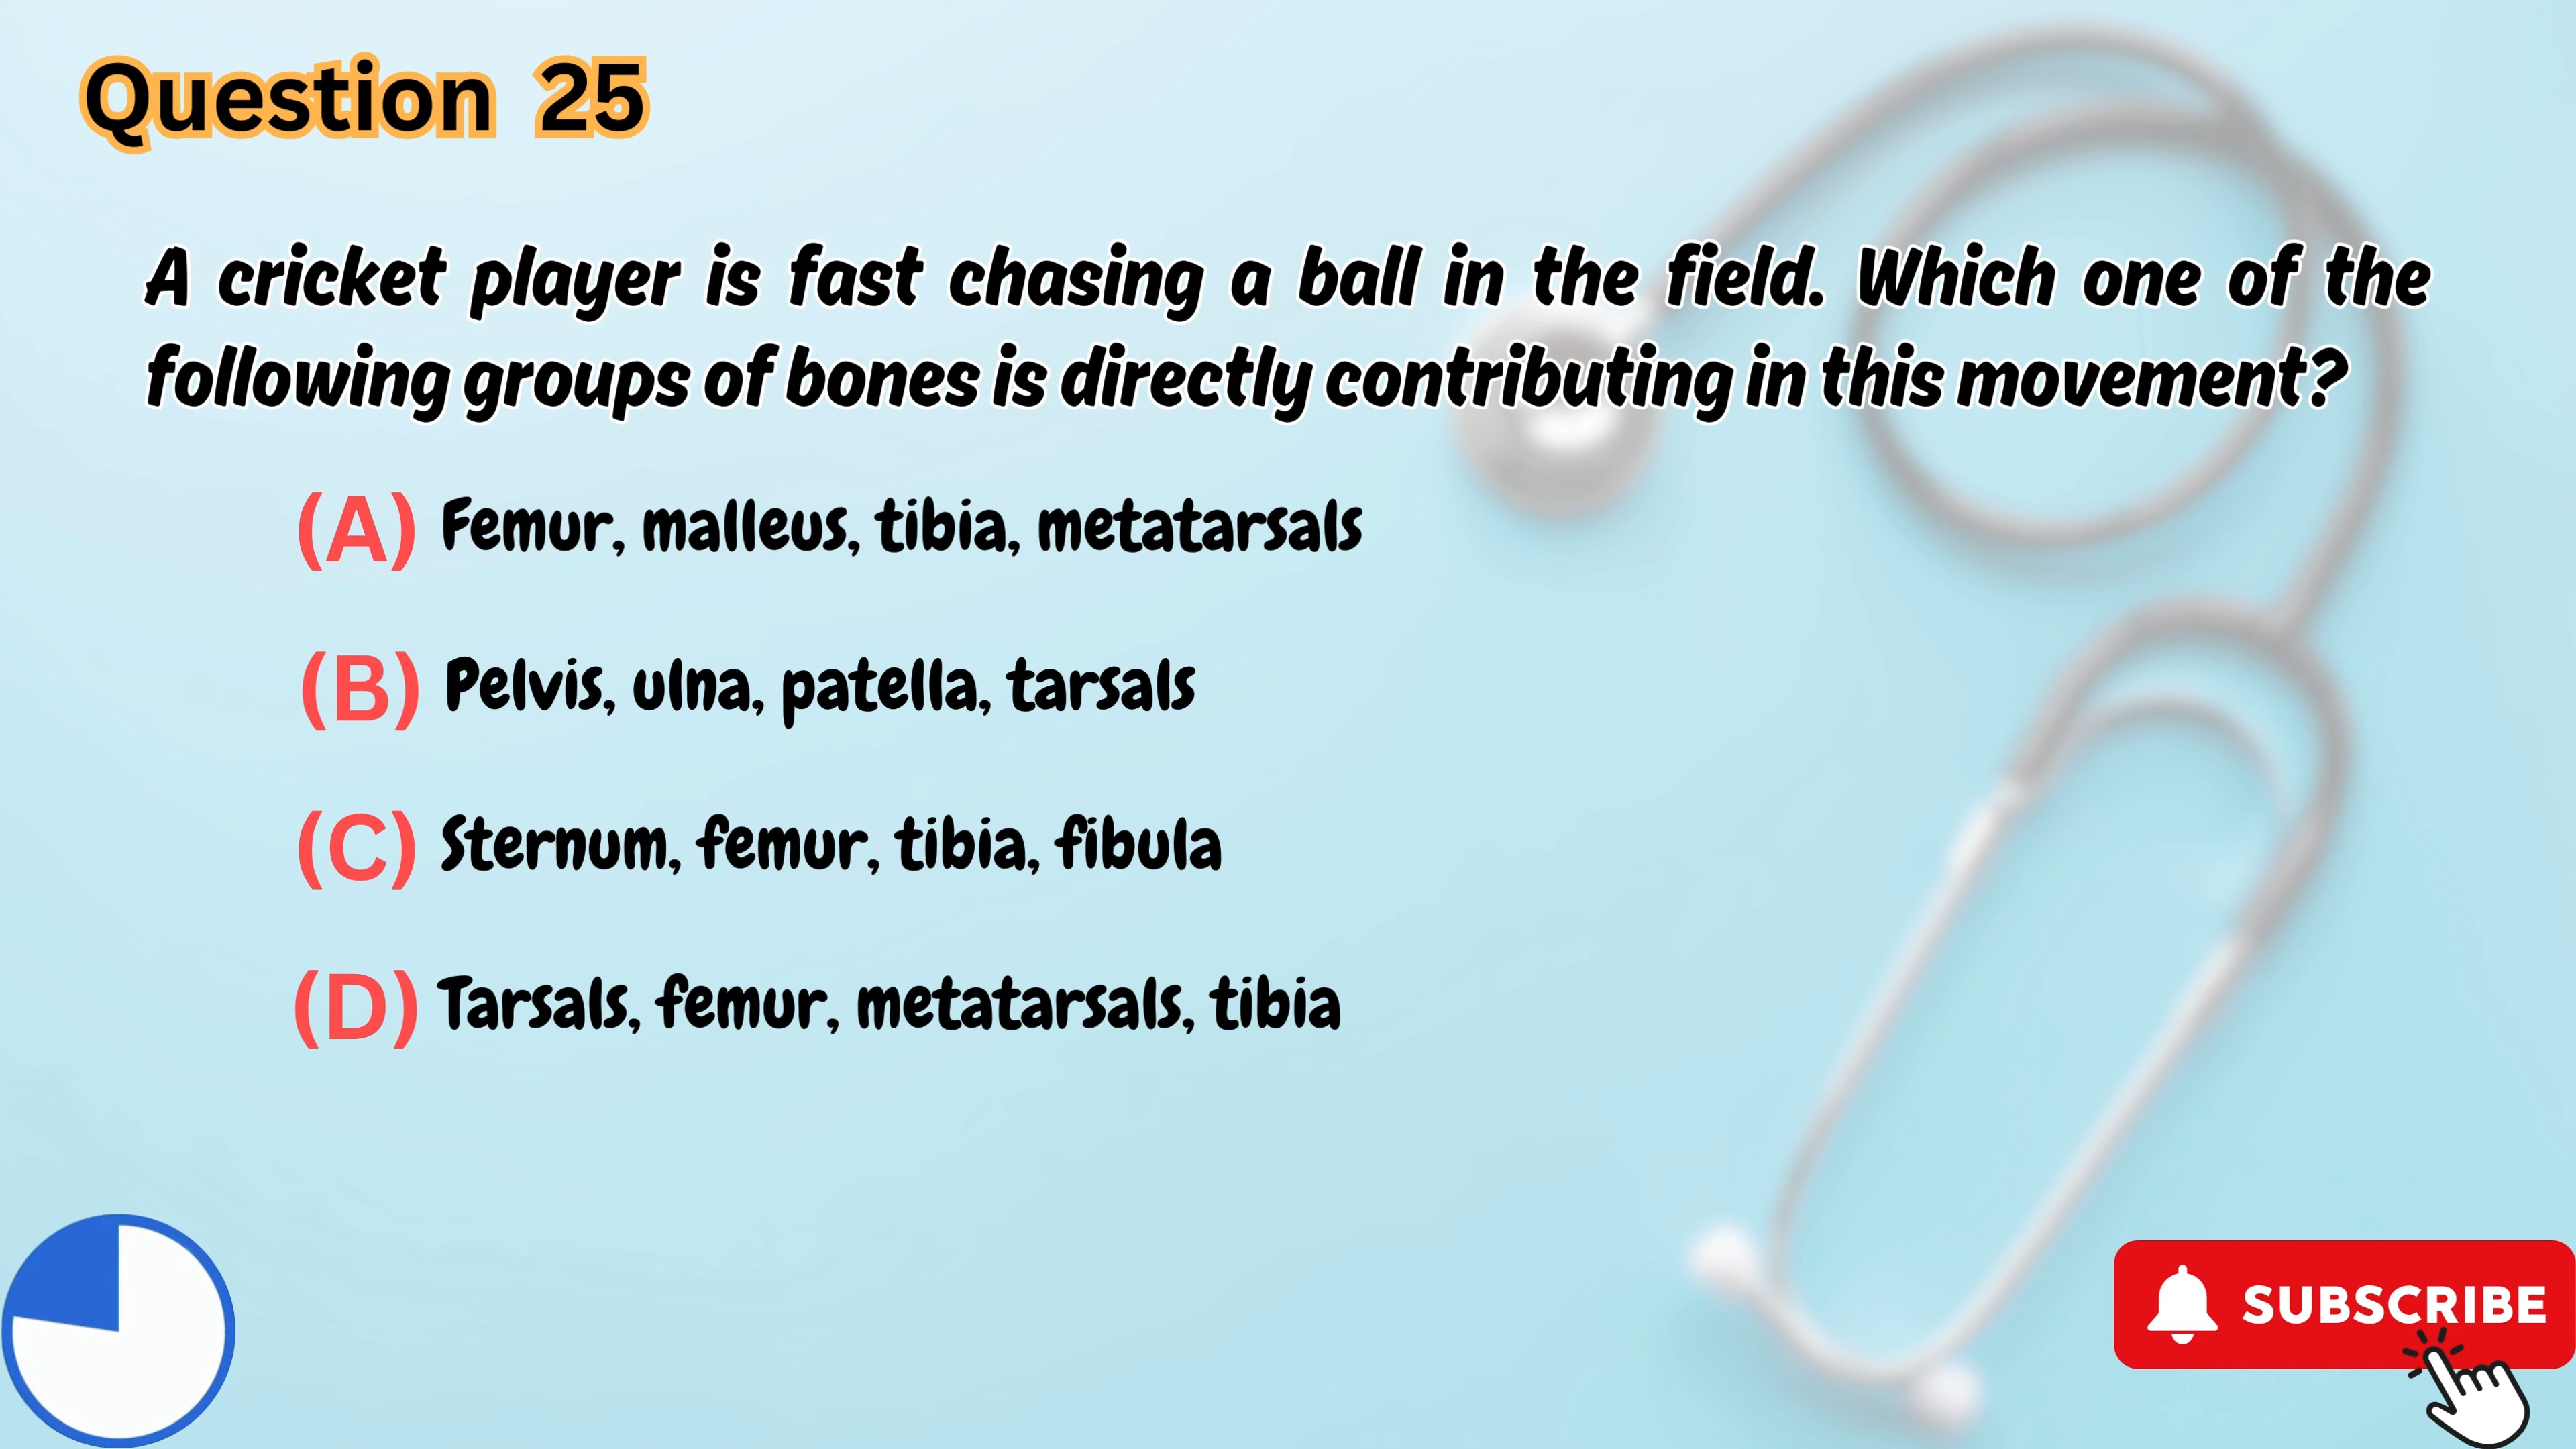 Question 25
A cricket player is fast chasing a ball in the field. Which one of the
following groups of bones is directly contributing in this movement?
(A) Femur, malleus, tibia, metatarsals
(B) Pelvis, ulna, patella, tarsals
(C) Sternum, femur, tibia, fibula
(D) Tarsals, femur, metatarsals, tibia
SUBSCRIBE